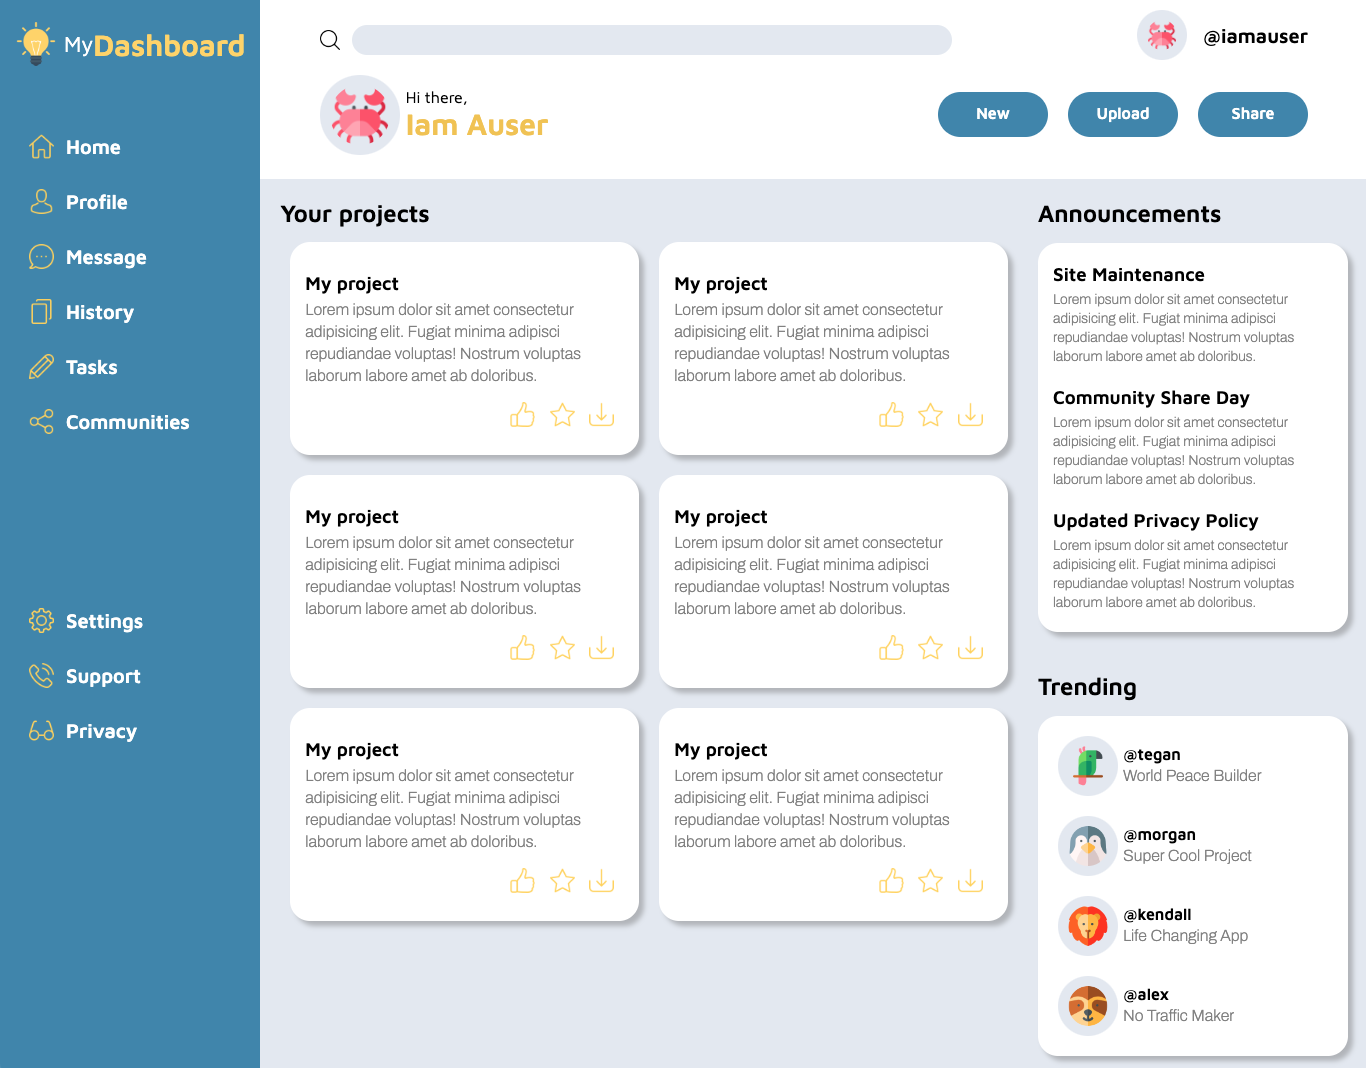 MyDashboard
Home
Profile
Message
History
Tasks
Communities
Settings
Support
Privacy
@iamauser
Hi there,
Iam Auser
New
Upload
Share
Your projects
My project
Lorem ipsum dolor sit amet consectetur
adipisicing elit. Fugiat minima adipisci
repudiandae voluptas! Nostrum voluptas
laborum labore amet ab doloribus.
My project
Lorem ipsum dolor sit amet consectetur
adipisicing elit. Fugiat minima adipisci
repudiandae voluptas! Nostrum voluptas
laborum labore amet ab doloribus.
My project
Lorem ipsum dolor sit amet consectetur
adipisicing elit. Fugiat minima adipisci
repudiandae voluptas! Nostrum voluptas
laborum labore amet ab doloribus.
My project
Lorem ipsum dolor sit amet consectetur
adipisicing elit. Fugiat minima adipisci
repudiandae voluptas! Nostrum voluptas
laborum labore amet ab doloribus.
My project
Lorem ipsum dolor sit amet consectetur
adipisicing elit. Fugiat minima adipisci
repudiandae voluptas! Nostrum voluptas
laborum labore amet ab doloribus.
My project
Lorem ipsum dolor sit amet consectetur
adipisicing elit. Fugiat minima adipisci
repudiandae voluptas! Nostrum voluptas
laborum labore amet ab doloribus.
Announcements
Site Maintenance
Lorem ipsum dolor sit amet consectetur
adipisicing elit. Fugiat minima adipisci
repudiandae voluptas! Nostrum voluptas
laborum labore amet ab doloribus.
Community Share Day
Lorem ipsum dolor sit amet consectetur
adipisicing elit. Fugiat minima adipisci
repudiandae voluptas! Nostrum voluptas
laborum labore amet ab doloribus.
Updated Privacy Policy
Lorem ipsum dolor sit amet consectetur
adipisicing elit. Fugiat minima adipisci
repudiandae voluptas! Nostrum voluptas
laborum labore amet ab doloribus.
Trending
@tegan
World Peace Builder
@morgan
Super Cool Project
@kendall
Life Changing App
@alex
No Traffic Maker